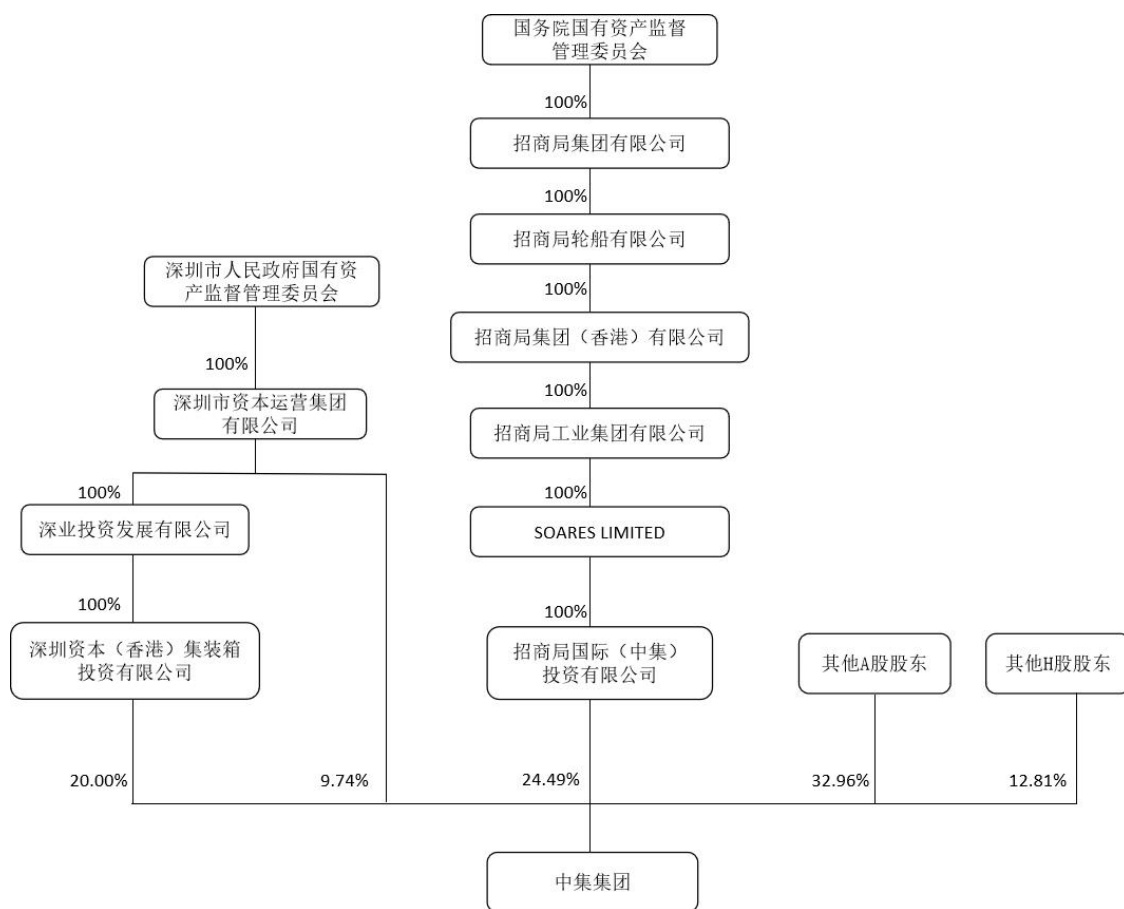 国务院国有资产监督
管理委员会
100%
招商局集团有限公司
100%
招商局轮船有限公司
深圳市人民政府国有资
产监督管理委员会
100%
招商局集团（香港）有限公司
100%
100%
深圳市资本运营集团
有限公司
招商局工业集团有限公司
100%
100%
深业投资发展有限公司
SOARES LIMITED
100%
100%
深圳资本（香港）集装箱
投资有限公司
招商局国际（中集）
投资有限公司
其他A股股东
其他H股股东
20.00%
9.74%
24.49%
32.96%
12.81%
中集集团